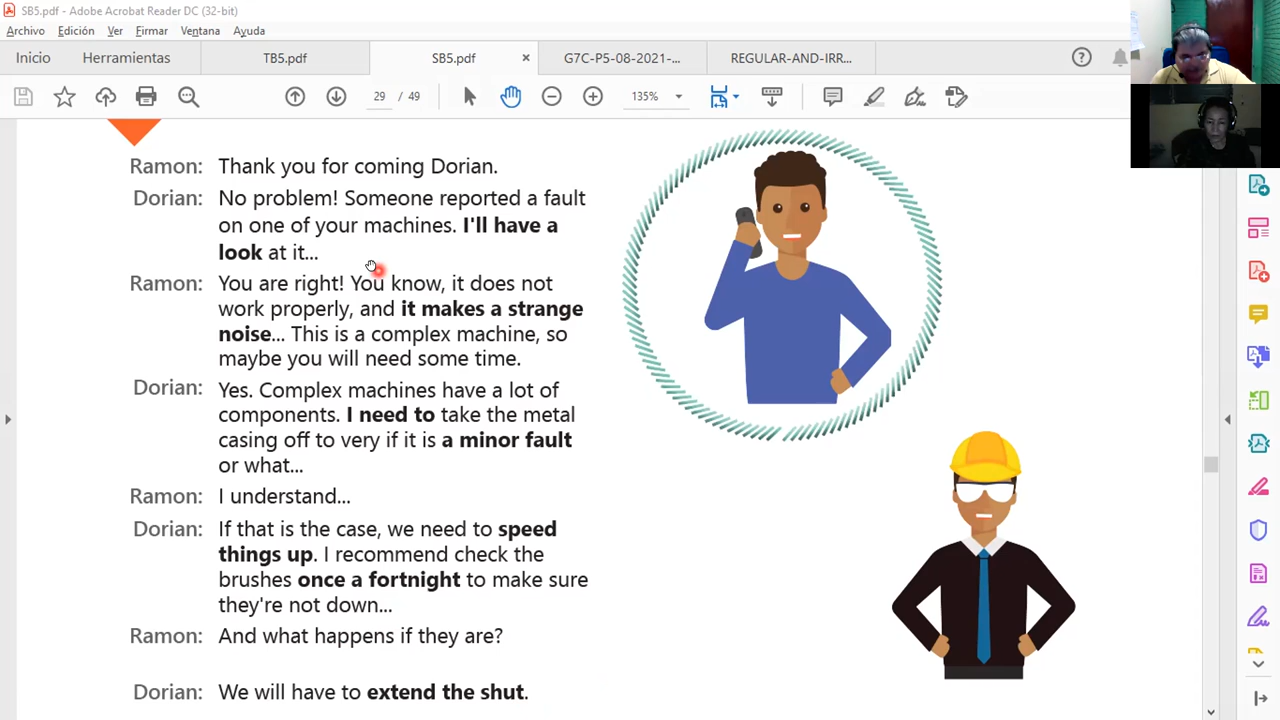 SB5.pdf - Adobe Acrobat Reader DC (32-bit)
Archivo Edición Ver Firmar Ventana Ayuda
Inicio Herramientas TB5.pdf SB5.pdf × G7C-P5-08-2021-... REGULAR-AND-IRR...
29 / 49 135%
Ramon: Thank you for coming Dorian.
Dorian: No problem! Someone reported a fault
on one of your machines. I'll have a
look at it...
Ramon: You are right! You know, it does not
work properly, and it makes a strange
noise... This is a complex machine, so
maybe you will need some time.
Dorian: Yes. Complex machines have a lot of
components. I need to take the metal
casing off to very if it is a minor fault
or what...
Ramon: I understand...
Dorian: If that is the case, we need to speed
things up. I recommend check the
brushes once a fortnight to make sure
they're not down...
Ramon: And what happens if they are?
Dorian: We will have to extend the shut.